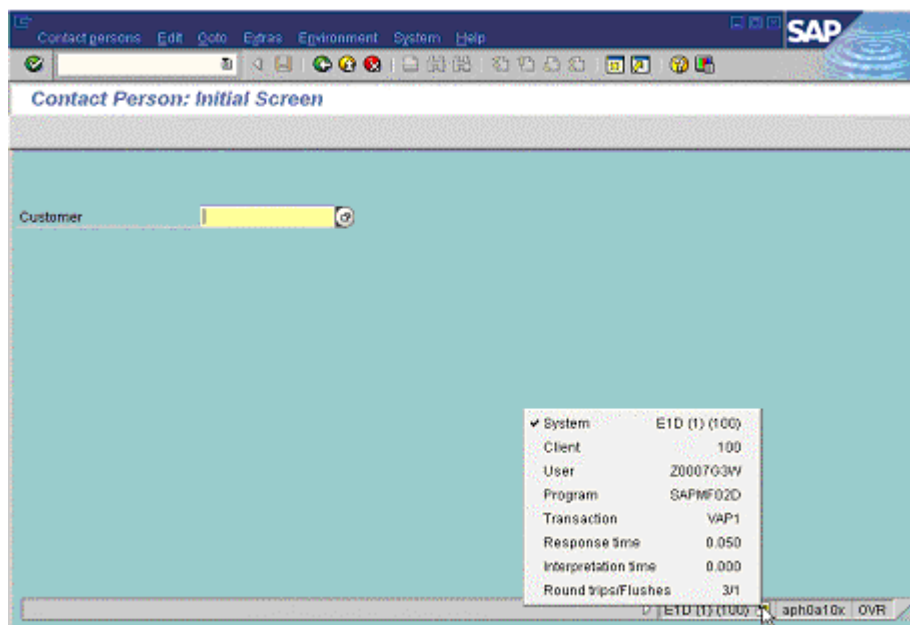 Contact persons Edit Goto Extras Environment System Help
SAP
Contact Person: Initial Screen
Customer
System E1D (1) (100)
Client 100
User Z0007G3W
Program SAPMF02D
Transaction VAP1
Response time 0.050
Interpretation time 0.000
Round trips/Flushes 3/1
E1D (1) (100) aph0a10x OVR